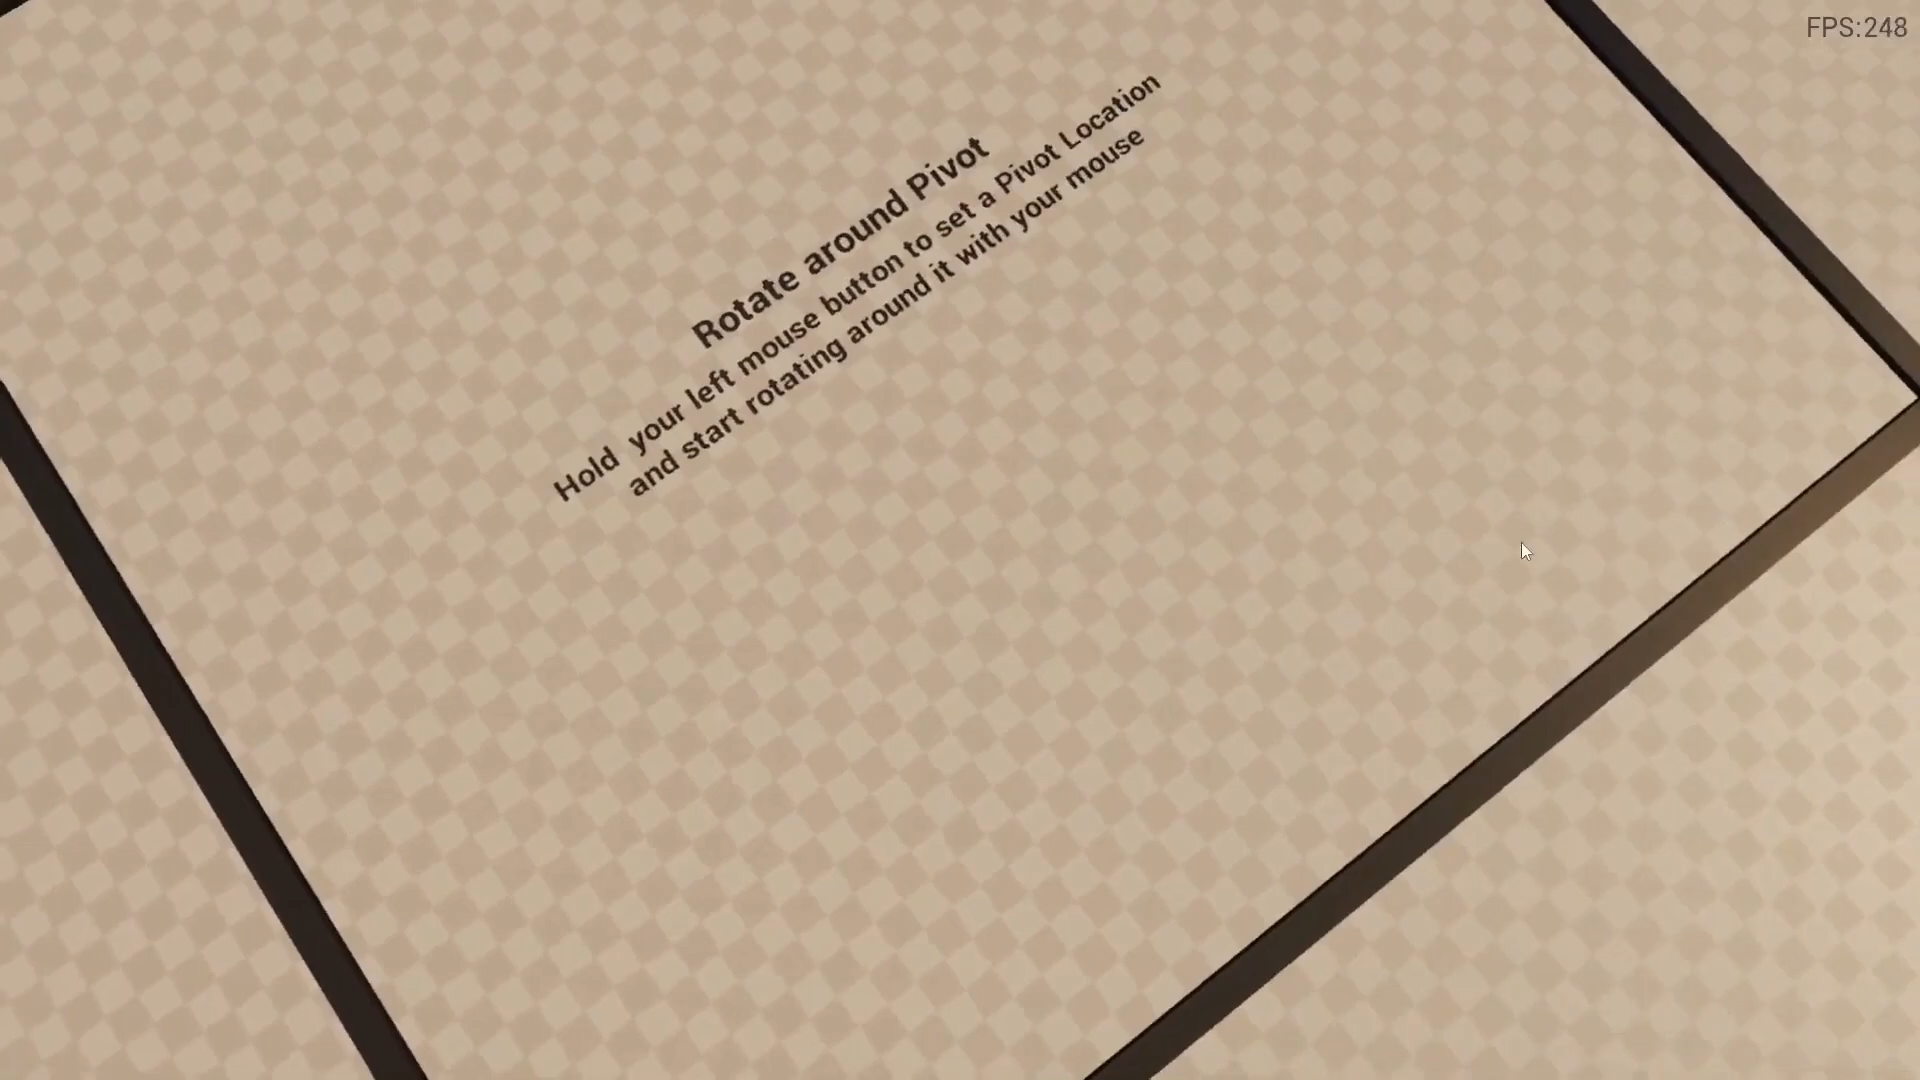 FPS:248
Rotate around Pivot
Hold your left mouse button to set a Pivot Location
and start rotating around it with your mouse